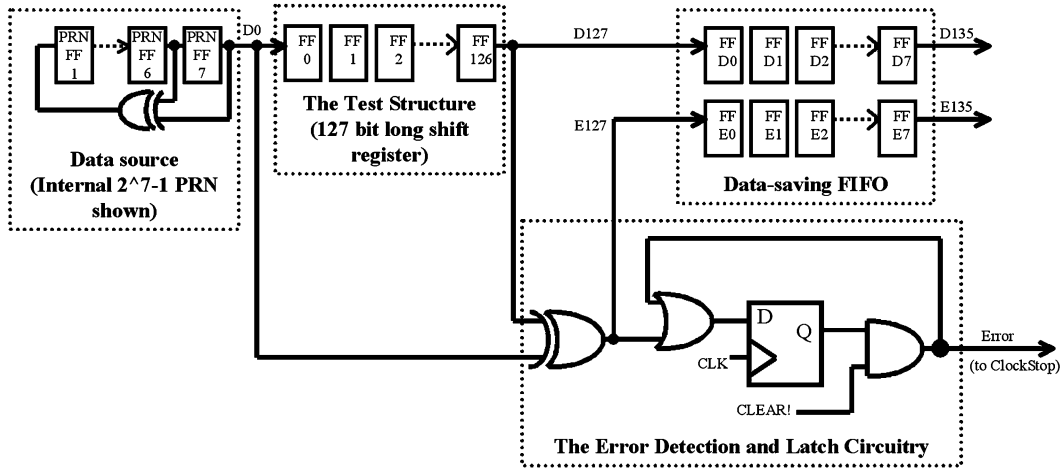 PRN
FF
1
PRN
FF
6
PRN
FF
7
D0
Data source
(Internal 2^7-1 PRN
shown)
FF
0
FF
1
FF
2
FF
126
The Test Structure
(127 bit long shift
register)
D127
E127
FF
D0
FF
D1
FF
D2
FF
D7
D135
FF
E0
FF
E1
FF
E2
FF
E7
E135
Data-saving FIFO
D
Q
CLK
CLEAR!
Error
(to ClockStop)
The Error Detection and Latch Circuitry